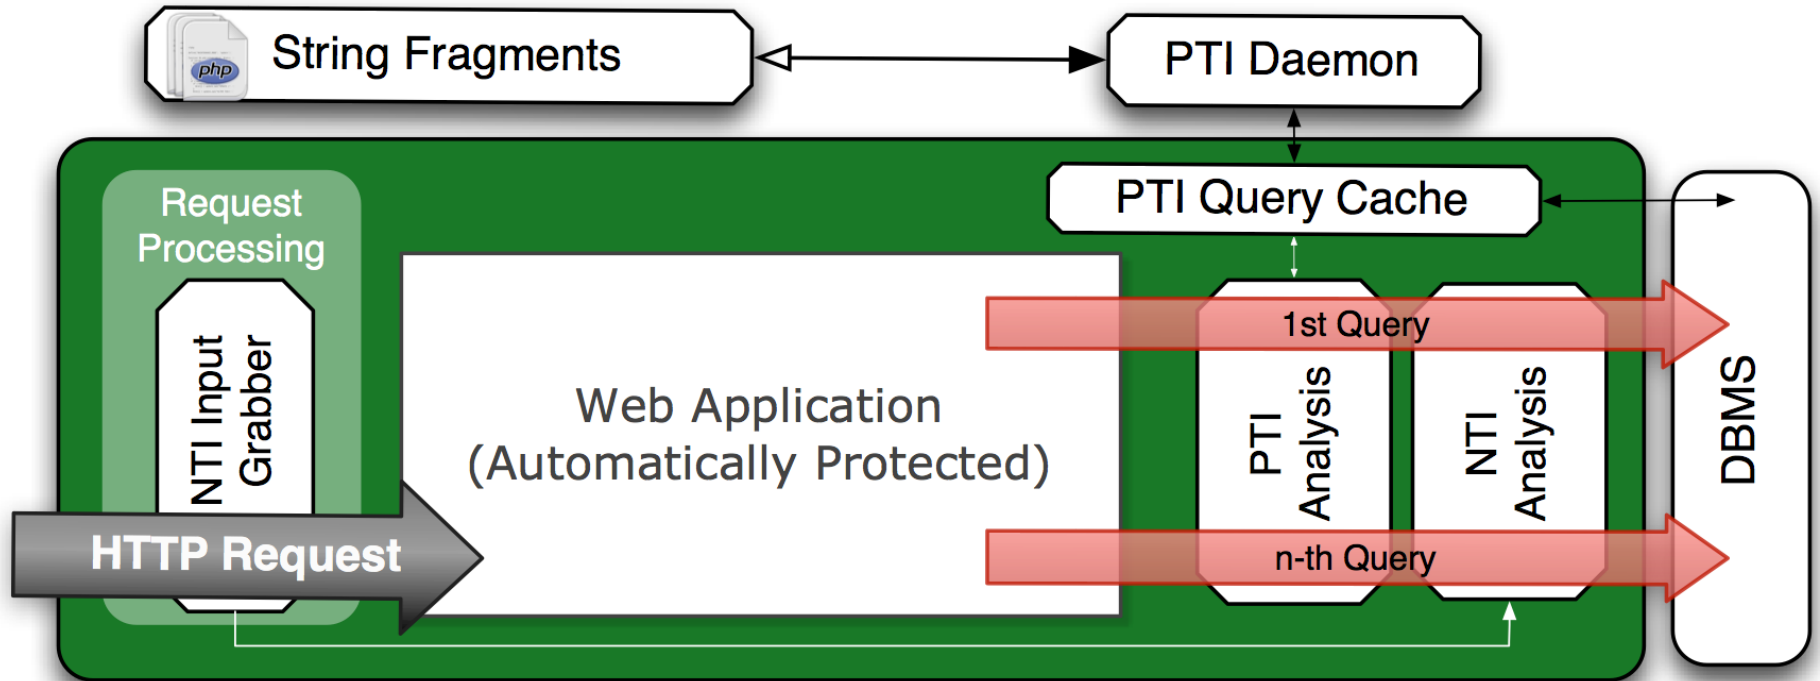 php
String Fragments
PTI Daemon
Request
Processing
PTI Query Cache
NTI Input
Grabber
HTTP Request
Web Application
(Automatically Protected)
1st Query
PTI
Analysis
NTI
Analysis
n-th Query
DBMS